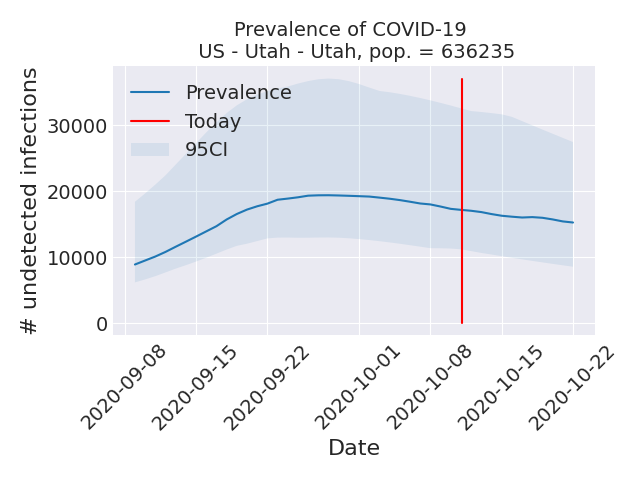 Prevalence of COVID-19
US - Utah - Utah, pop. = 636235
# undetected infections
30000
20000
10000
0
Prevalence
Today
95CI
2020-09-08
2020-09-15
2020-09-22
2020-10-01
2020-10-08
2020-10-15
2020-10-22
Date